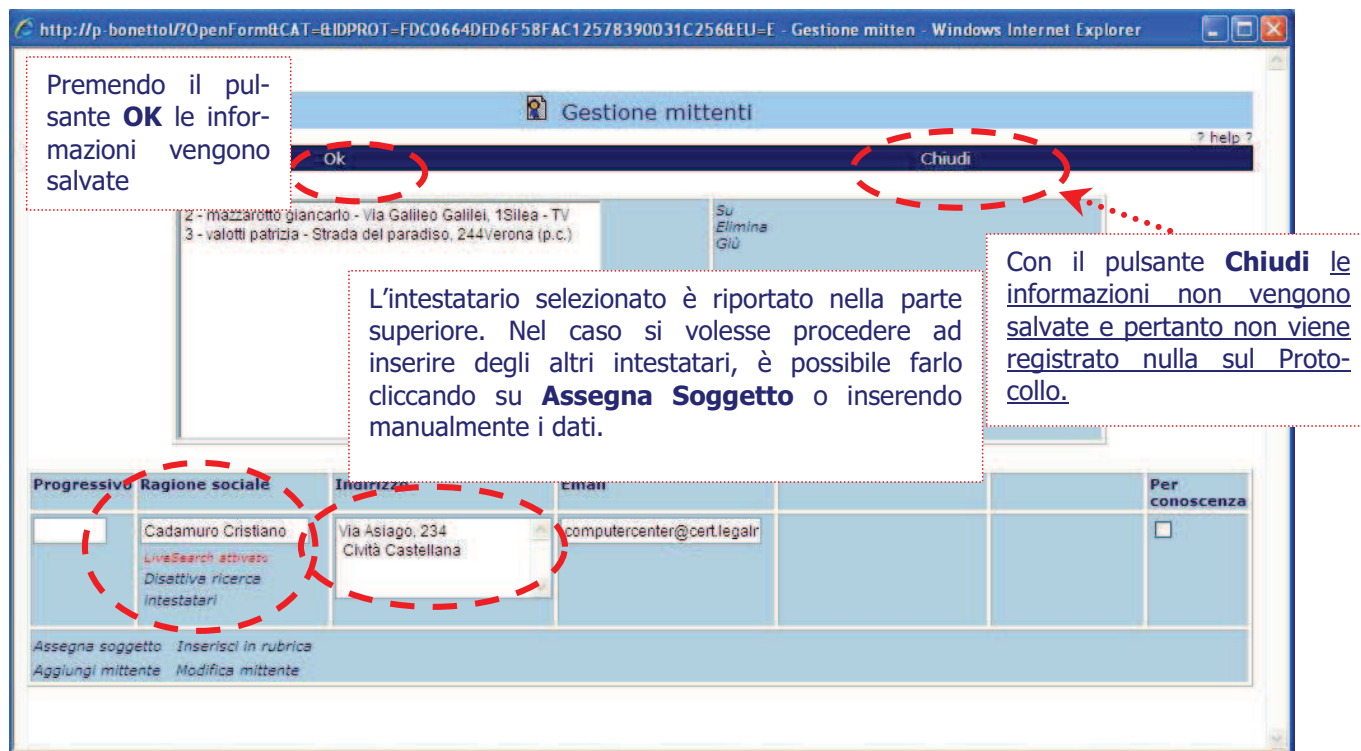 http://p-bonettol/?OpenForm&CAT=&IDPROT=FDC0664DED6F58FAC12578390031C256&EU=E - Gestione mitten - Windows Internet Explorer
Premendo il pul-
sante OK le infor-
mazioni vengono
salvate
Gestione mittenti
? help ?
Ok
Chiudi
2 - mazzarotto giancarlo - Via Galileo Galilei, 1Silea - TV
3 - valotti patrizia - Strada del paradiso, 244Verona (p.c.)
Su
Elimina
Giù
Con il pulsante Chiudi le
informazioni non vengono
salvate e pertanto non viene
registrato nulla sul Proto-
collo.
L’intestatario selezionato è riportato nella parte
superiore. Nel caso si volesse procedere ad
inserire degli altri intestatari, è possibile farlo
cliccando su Assegna Soggetto o inserendo
manualmente i dati.
Progressivo Ragione sociale Indirizzo Email Per conoscenza
Cadamuro Cristiano
LiveSearch attivato
Disattiva ricerca
intestatari
Via Asiago, 234
Cività Castellana
computercenter@cert.legalr
Assegna soggetto Inserisci in rubrica
Aggiungi mittente Modifica mittente